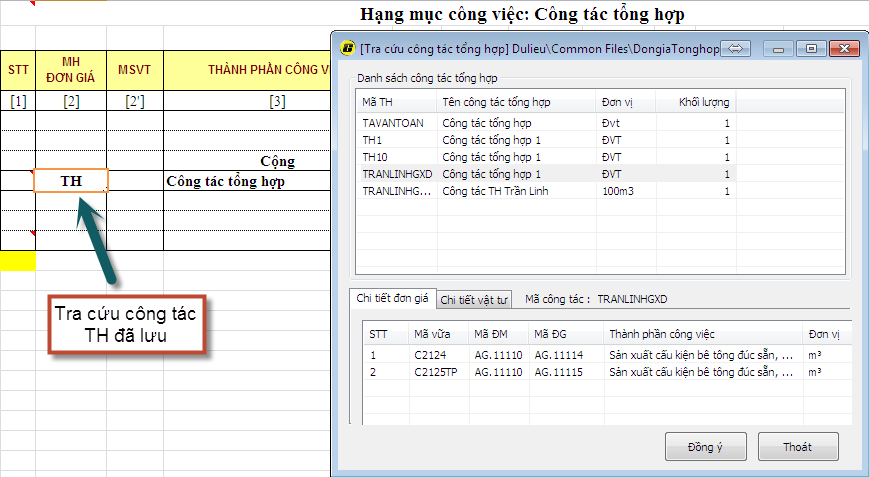 Hạng mục công việc: Công tác tổng hợp
[Tra cứu công tác tổng hợp] Dulieu\Common Files\DongiaTonghop
STT MH ĐƠN GIÁ MSVT THÀNH PHẦN CÔNG V
[1] [2] [2'] [3]
Cộng
TH Công tác tổng hợp
Tra cứu công tác
TH đã lưu
Danh sách công tác tổng hợp
Mã TH Tên công tác tổng hợp Đơn vị Khối lượng
TAVANTOAN Công tác tổng hợp Đvt 1
TH1 Công tác tổng hợp 1 ĐVT 1
TH10 Công tác tổng hợp 1 ĐVT 1
TRANLINHGXD Công tác tổng hợp 1 ĐVT 1
TRANLINHG... Công tác TH Trần Linh 100m3 1
Chi tiết đơn giá Chi tiết vật tư Mã công tác : TRANLINHGXD
STT Mã vữa Mã ĐM Mã ĐG Thành phần công việc Đơn vị
1 C2124 AG.11110 AG.11114 Sản xuất cấu kiện bê tông đúc sẵn, ... m³
2 C2125TP AG.11110 AG.11115 Sản xuất cấu kiện bê tông đúc sẵn, ... m³
Đồng ý Thoát